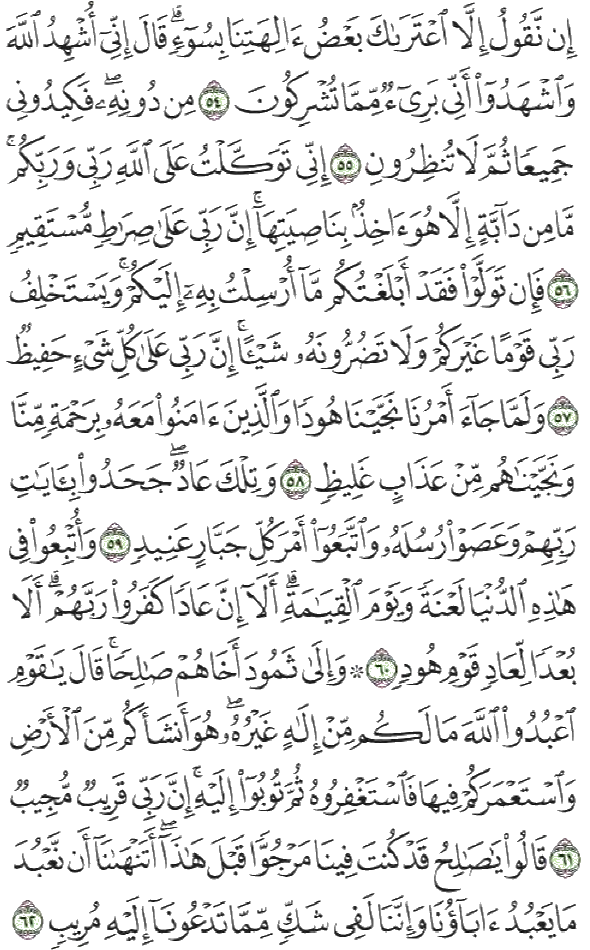 إِن نَّقُولُ إِلَّا ٱعْتَرَىٰكَ بَعْضُ ءَالِهَتِنَا بِسُوٓءٍۗ قَالَ إِنِّىٓ أُشْهِدُ ٱللَّهَ
وَٱشْهَدُوٓا۟ أَنِّى بَرِىٓءٌ مِّمَّا تُشْرِكُونَ ٥٤ مِن دُونِهِۦۖ فَكِيدُونِى
جَمِيعًا ثُمَّ لَا تُنظِرُونِ ٥٥ إِنِّى تَوَكَّلْتُ عَلَى ٱللَّهِ رَبِّى وَرَبِّكُمۚ
مَّا مِن دَآبَّةٍ إِلَّا هُوَ ءَاخِذٌۢ بِنَاصِيَتِهَآۚ إِنَّ رَبِّى عَلَىٰ صِرَٰطٍ مُّسْتَقِيمٍ
٥٦ فَإِن تَوَلَّوْا۟ فَقَدْ أَبْلَغْتُكُم مَّآ أُرْسِلْتُ بِهِۦٓ إِلَيْكُمْۚ وَيَسْتَخْلِفُ
رَبِّى قَوْمًا غَيْرَكُمْ وَلَا تَضُرُّونَهُۥ شَيْـًٔاۚ إِنَّ رَبِّى عَلَىٰ كُلِّ شَىْءٍ حَفِيظٌ
٥٧ وَلَمَّا جَآءَ أَمْرُنَا نَجَّيْنَا هُودًا وَٱلَّذِينَ ءَامَنُوا۟ مَعَهُۥ بِرَحْمَةٍ مِّنَّا
وَنَجَّيْنَٰهُم مِّنْ عَذَابٍ غَلِيظٍ ٥٨ وَتِلْكَ عَادٌۖ جَحَدُوا۟ بِـَٔايَٰتِ
رَبِّهِمْ وَعَصَوْا۟ رُسُلَهُۥ وَٱتَّبَعُوٓا۟ أَمْرَ كُلِّ جَبَّارٍ عَنِيدٍ ٥٩ وَأُتْبِعُوا۟ فِى
هَٰذِهِ ٱلدُّنْيَا لَعْنَةً وَيَوْمَ ٱلْقِيَٰمَةِۗ أَلَآ إِنَّ عَادًا كَفَرُوا۟ رَبَّهُمْۗ أَلَا
بُعْدًا لِّعَادٍ قَوْمِ هُودٍ ٦٠ ۞ وَإِلَىٰ ثَمُودَ أَخَاهُمْ صَٰلِحًاۚ قَالَ يَٰقَوْمِ
ٱعْبُدُوا۟ ٱللَّهَ مَا لَكُم مِّنْ إِلَٰهٍ غَيْرُهُۥۖ هُوَ أَنشَأَكُم مِّنَ ٱلْأَرْضِ
وَٱسْتَعْمَرَكُمْ فِيهَا فَٱسْتَغْفِرُوهُ ثُمَّ تُوبُوٓا۟ إِلَيْهِۚ إِنَّ رَبِّى قَرِيبٌ مُّجِيبٌ
٦١ قَالُوا۟ يَٰصَٰلِحُ قَدْ كُنتَ فِينَا مَرْجُوًّا قَبْلَ هَٰذَآۖ أَتَنْهَىٰنَآ أَن نَّعْبُدَ
مَا يَعْبُدُ ءَابَآؤُنَا وَإِنَّنَا لَفِى شَكٍّ مِّمَّا تَدْعُونَآ إِلَيْهِ مُرِيبٍ ٦٢